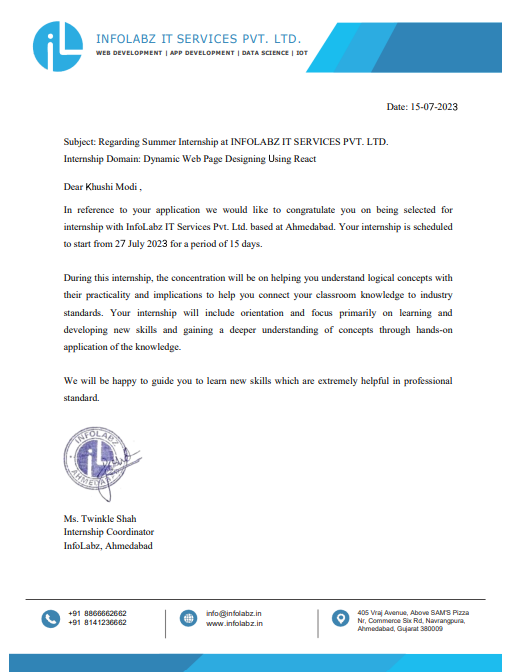 INFOLABZ IT SERVICES PVT. LTD.
WEB DEVELOPMENT | APP DEVELOPMENT | DATA SCIENCE | IOT
Date: 15-07-2023
Subject: Regarding Summer Internship at INFOLABZ IT SERVICES PVT. LTD.
Internship Domain: Dynamic Web Page Designing Using React
Dear Khushi Modi ,
In reference to your application we would like to congratulate you on being selected for
internship with InfoLabz IT Services Pvt. Ltd. based at Ahmedabad. Your internship is scheduled
to start from 27 July 2023 for a period of 15 days.
During this internship, the concentration will be on helping you understand logical concepts with
their practicality and implications to help you connect your classroom knowledge to industry
standards. Your internship will include orientation and focus primarily on learning and
developing new skills and gaining a deeper understanding of concepts through hands-on
application of the knowledge.
We will be happy to guide you to learn new skills which are extremely helpful in professional
standard.
INFOLABZ
AHMEDABAD
Ms. Twinkle Shah
Internship Coordinator
InfoLabz, Ahmedabad
+91 8866662662
+91 8141236662
info@infolabz.in
www.infolabz.in
405 Vraj Avenue, Above SAM'S Pizza
Nr, Commerce Six Rd, Navrangpura,
Ahmedabad, Gujarat 380009